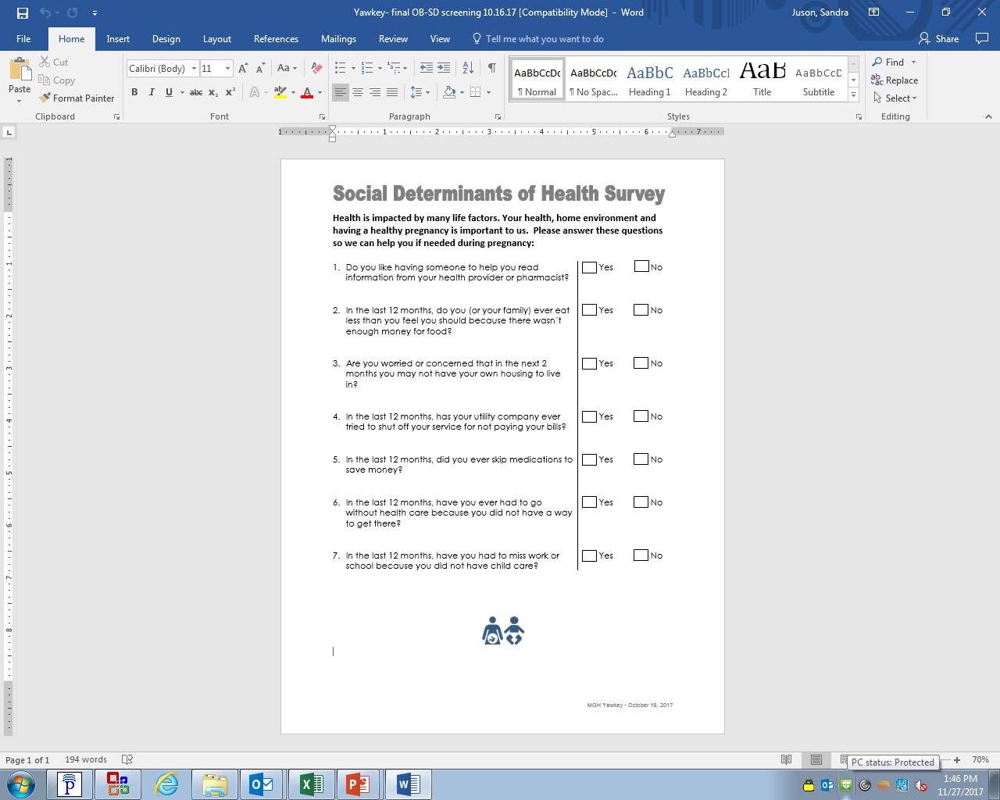 Yawkey- final OB-SD screening 10.16.17 [Compatibility Mode] - Word
Juson, Sandra
File Home Insert Design Layout References Mailings Review View Tell me what you want to do
Share
Paste
Cut
Copy
Format Painter
Clipboard
Calibri (Body) 11
Font
Paragraph
AaBbCcDc AaBbCcDc AaBbC AaBbCcI AaB AaBbCcD
¶ Normal ¶ No Spac... Heading 1 Heading 2 Title Subtitle
Styles
Find
Replace
Select
Editing
1 1 2 3 4 5 6 7
Social Determinants of Health Survey
Health is impacted by many life factors. Your health, home environment and
having a healthy pregnancy is important to us.  Please answer these questions
so we can help you if needed during pregnancy:
1. Do you like having someone to help you read Yes No
information from your health provider or pharmacist?
2. In the last 12 months, do you (or your family) ever eat Yes No
less than you feel you should because there wasn't
enough money for food?
3. Are you worried or concerned that in the next 2 Yes No
months you may not have your own housing to live
in?
4. In the last 12 months, has your utility company ever Yes No
tried to shut off your service for not paying your bills?
5. In the last 12 months, did you ever skip medications to Yes No
save money?
6. In the last 12 months, have you ever had to go Yes No
without health care because you did not have a way
to get there?
7. In the last 12 months, have you had to miss work or Yes No
school because you did not have child care?
MGH Yawkey - October 16, 2017
Page 1 of 1 194 words
70%
PC status: Protected
1:46 PM
11/27/2017